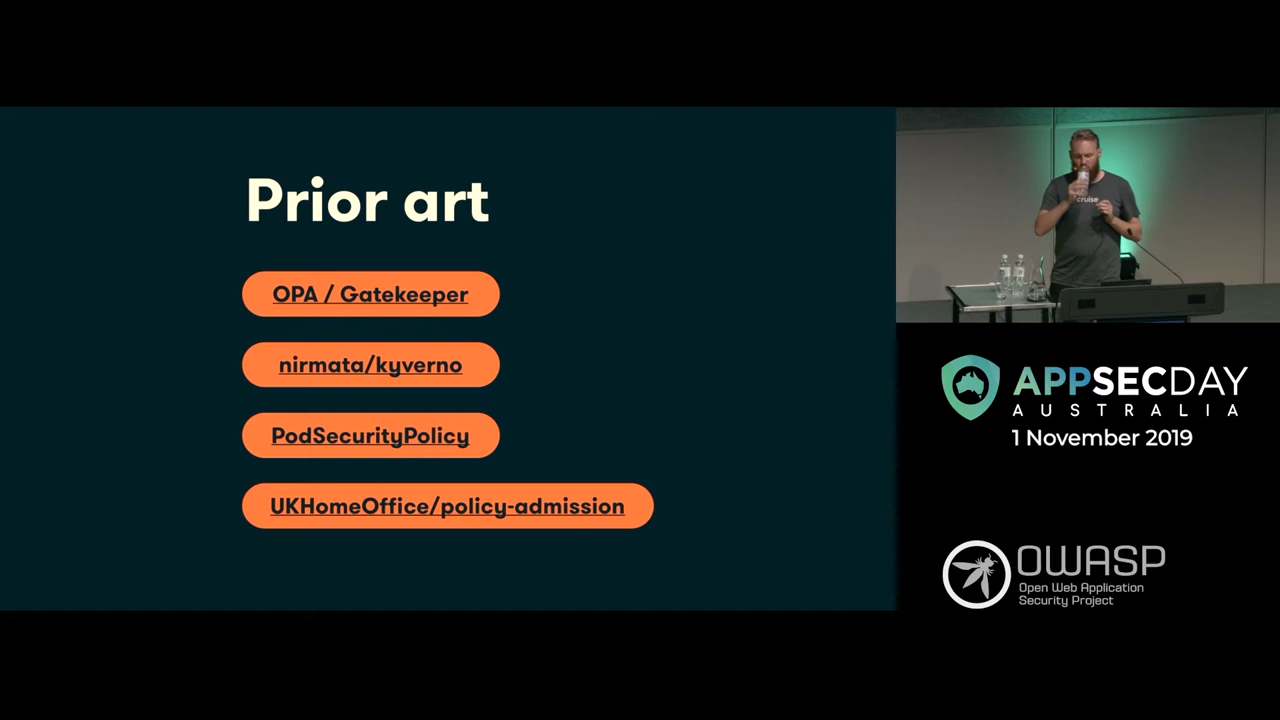 Prior art
OPA / Gatekeeper
nirmata/kyverno
PodSecurityPolicy
UKHomeOffice/policy-admission
cruise
APPSECDAY
AUSTRALIA
1 November 2019
OWASP
Open Web Application
Security Project